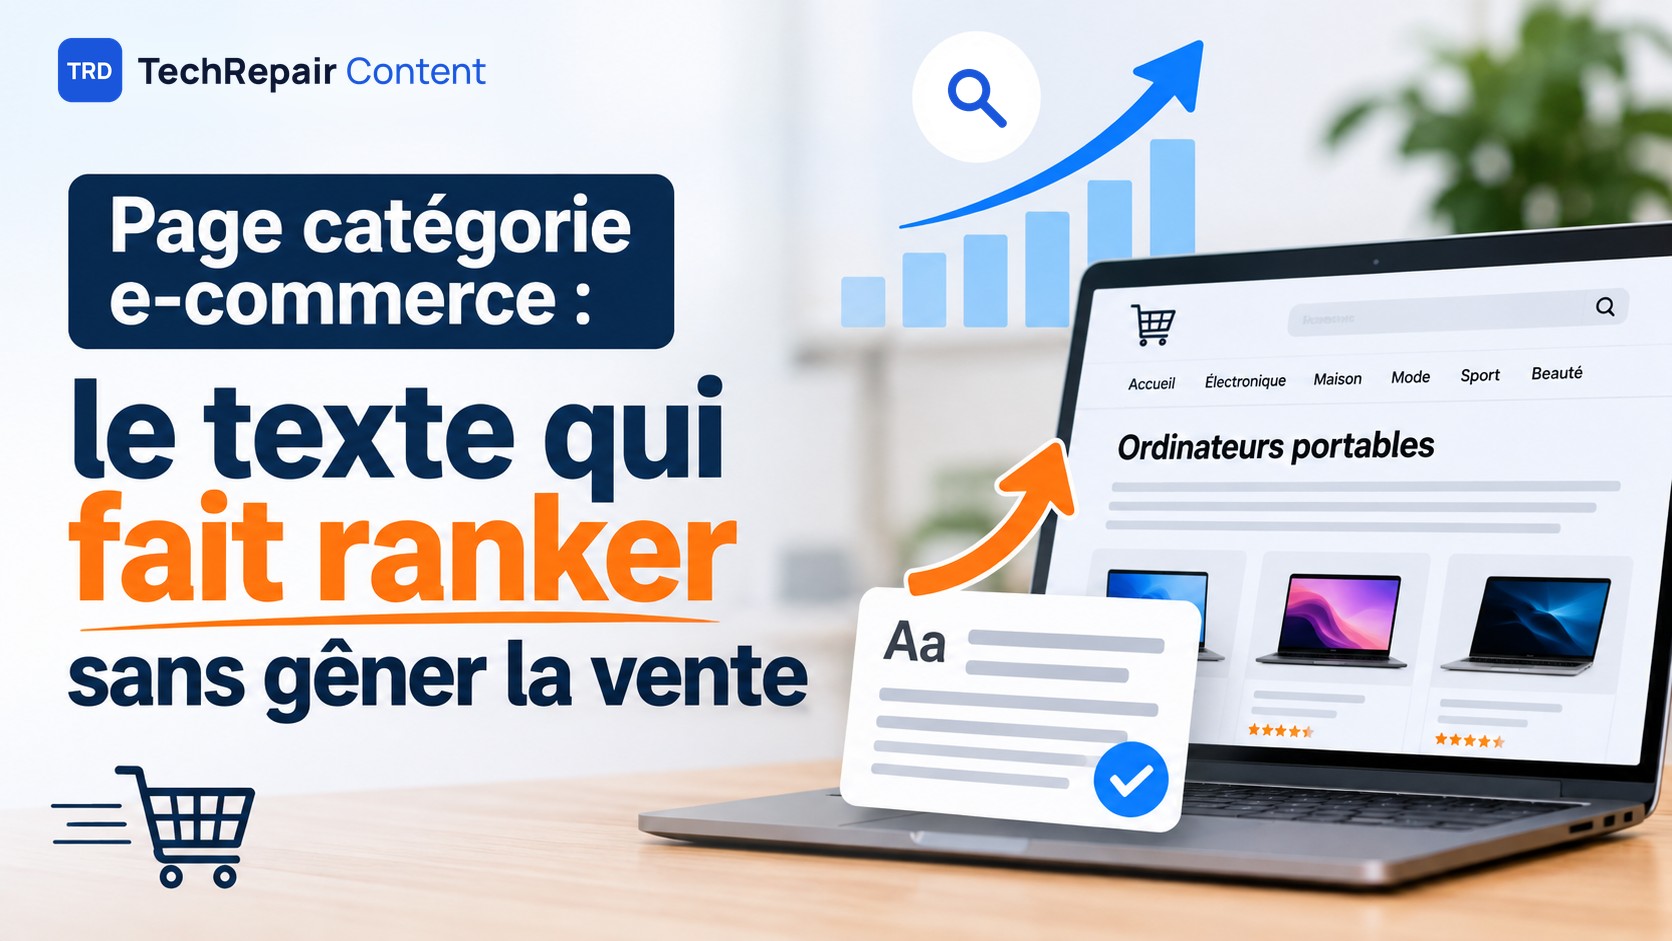 TRD TechRepair Content
Page catégorie
e-commerce :
le texte qui
fait ranker
sans gêner la vente
Accueil Électronique Maison Mode Sport Beauté
Ordinateurs portables
Aa